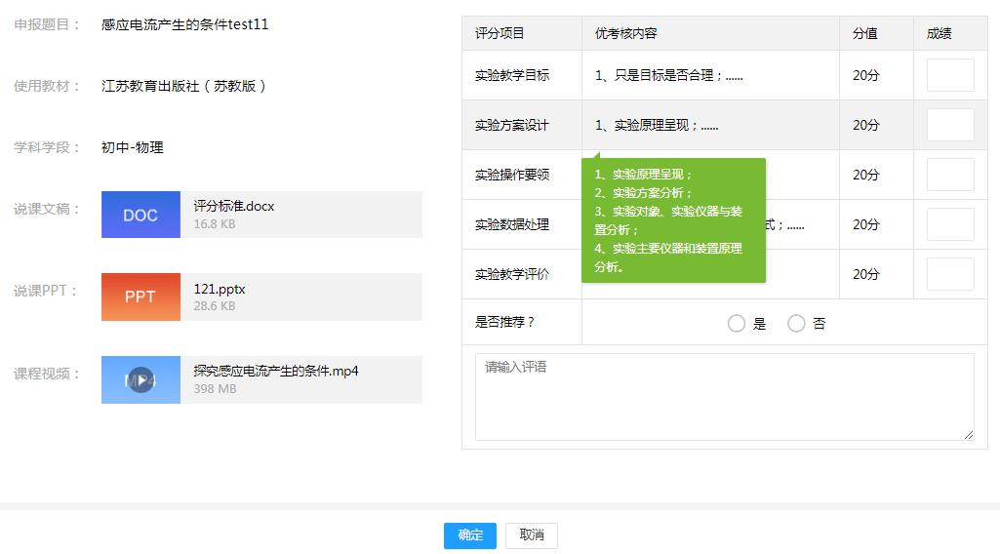 申报题目： 感应电流产生的条件test11
使用教材： 江苏教育出版社（苏教版）
学科学段： 初中-物理
说课文稿： DOC 评分标准.docx
16.8 KB
说课PPT： PPT 121.pptx
28.6 KB
课程视频： MP4 探究感应电流产生的条件.mp4
398 MB
评分项目 优考核内容 分值 成绩
实验教学目标 1、只是目标是否合理；...... 20分
实验方案设计 1、实验原理呈现；...... 20分
实验操作要领 20分
实验数据处理 式；...... 20分
实验教学评价 20分
1、实验原理呈现；
2、实验方案分析；
3、实验对象、实验仪器与装
置分析；
4、实验主要仪器和装置原理
分析。
是否推荐？ 是 否
请输入评语
确定 取消